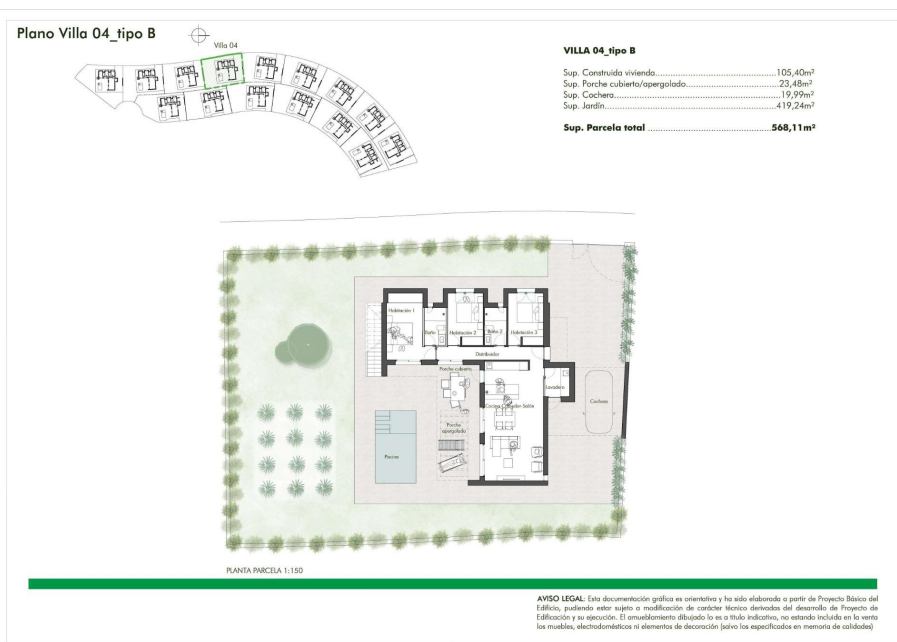 Plano Villa 04_tipo B
Villa 04
VILLA 04_tipo B
Sup. Construida vivienda............................................105,40m²
Sup. Porche cubierto/apergolado............................................23,48m²
Sup. Cochera............................................19,99m²
Sup. Jardín............................................419,24m²
Sup. Parcela total ............................................568,11m²
Habitación 1
Baño
Habitación 2
Baño 2
Habitación 3
Distribuidor
Porche cubierto
Lavadero
Cochera
Cocina-Comedor-Salón
Porche
apergolado
Piscina
PLANTA PARCELA 1:150
AVISO LEGAL: Esta documentación gráfica es orientativa y ha sido elaborada a partir de Proyecto Básico del
Edificio, pudiendo estar sujeto a modificación de carácter técnico derivadas del desarrollo de Proyecto de
Edificación y su ejecución. El amueblamiento dibujado lo es a titulo indicativo, no estando incluida en la venta
los muebles, electrodomésticos ni elementos de decoración (salvo los especificados en memoria de calidades)